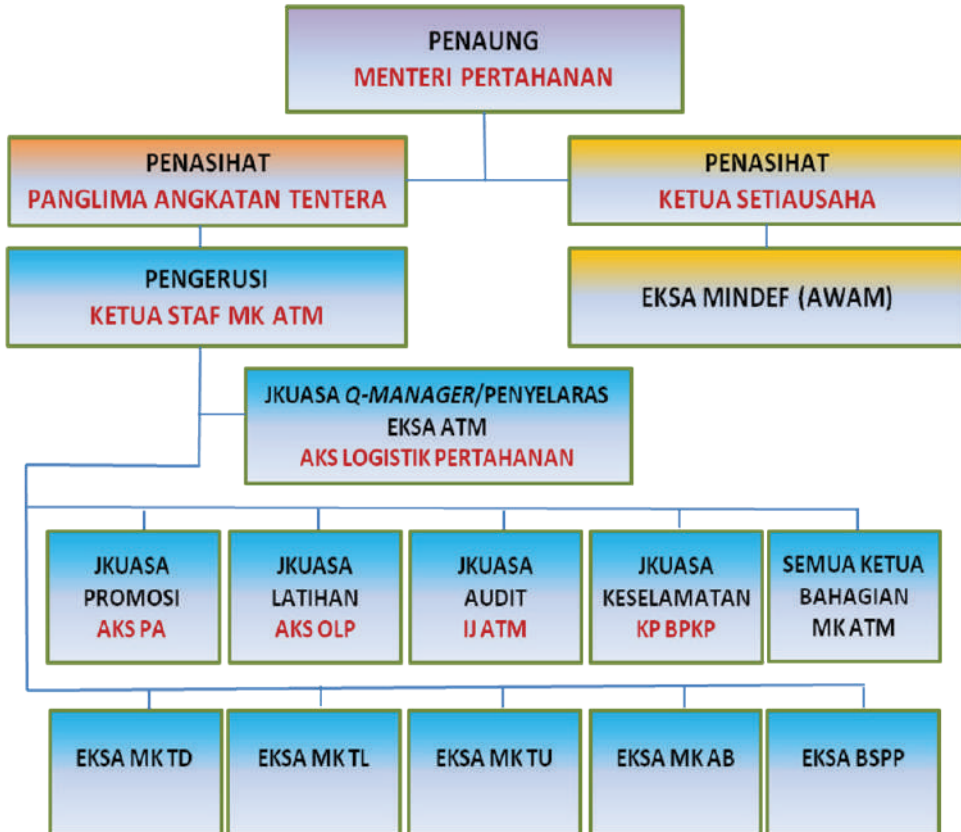 PENAUNG
MENTERI PERTAHANAN
PENASIHAT
PANGLIMA ANGKATAN TENTERA
PENASIHAT
KETUA SETIAUSAHA
PENGERUSI
KETUA STAF MK ATM
EKSA MINDEF (AWAM)
JKUASA Q-MANAGER/PENYELARAS
EKSA ATM
AKS LOGISTIK PERTAHANAN
JKUASA
PROMOSI
AKS PA
JKUASA
LATIHAN
AKS OLP
JKUASA
AUDIT
IJ ATM
JKUASA
KESELAMATAN
KP BPKP
SEMUA KETUA
BAHAGIAN
MK ATM
EKSA MK TD
EKSA MK TL
EKSA MK TU
EKSA MK AB
EKSA BSPP